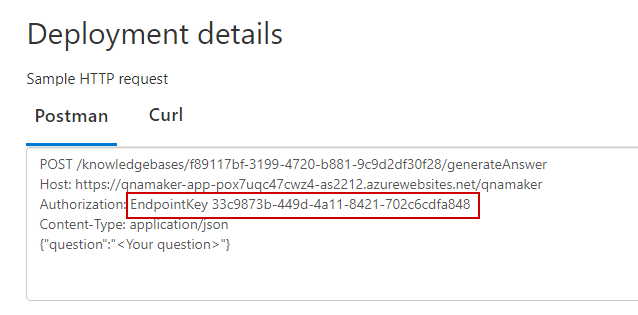 Deployment details
Sample HTTP request
Postman Curl
POST /knowledgebases/f89117bf-3199-4720-b881-9c9d2df30f28/generateAnswer
Host: https://qnamaker-app-pox7uqc47cwz4-as2212.azurewebsites.net/qnamaker
Authorization: EndpointKey 33c9873b-449d-4a11-8421-702c6cdfa848
Content-Type: application/json
{"question":"<Your question>"}